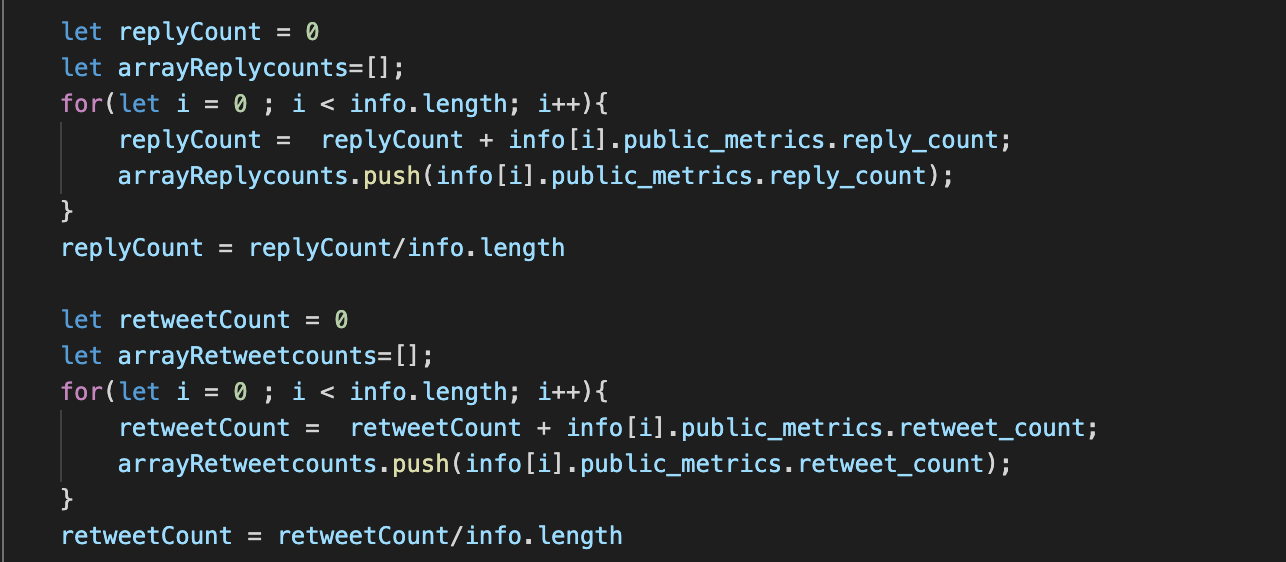 let replyCount = 0
let arrayReplycounts=[];
for(let i = 0 ; i < info.length; i++){
    replyCount =  replyCount + info[i].public_metrics.reply_count;
    arrayReplycounts.push(info[i].public_metrics.reply_count);
}
replyCount = replyCount/info.length

let retweetCount = 0
let arrayRetweetcounts=[];
for(let i = 0 ; i < info.length; i++){
    retweetCount =  retweetCount + info[i].public_metrics.retweet_count;
    arrayRetweetcounts.push(info[i].public_metrics.retweet_count);
}
retweetCount = retweetCount/info.length